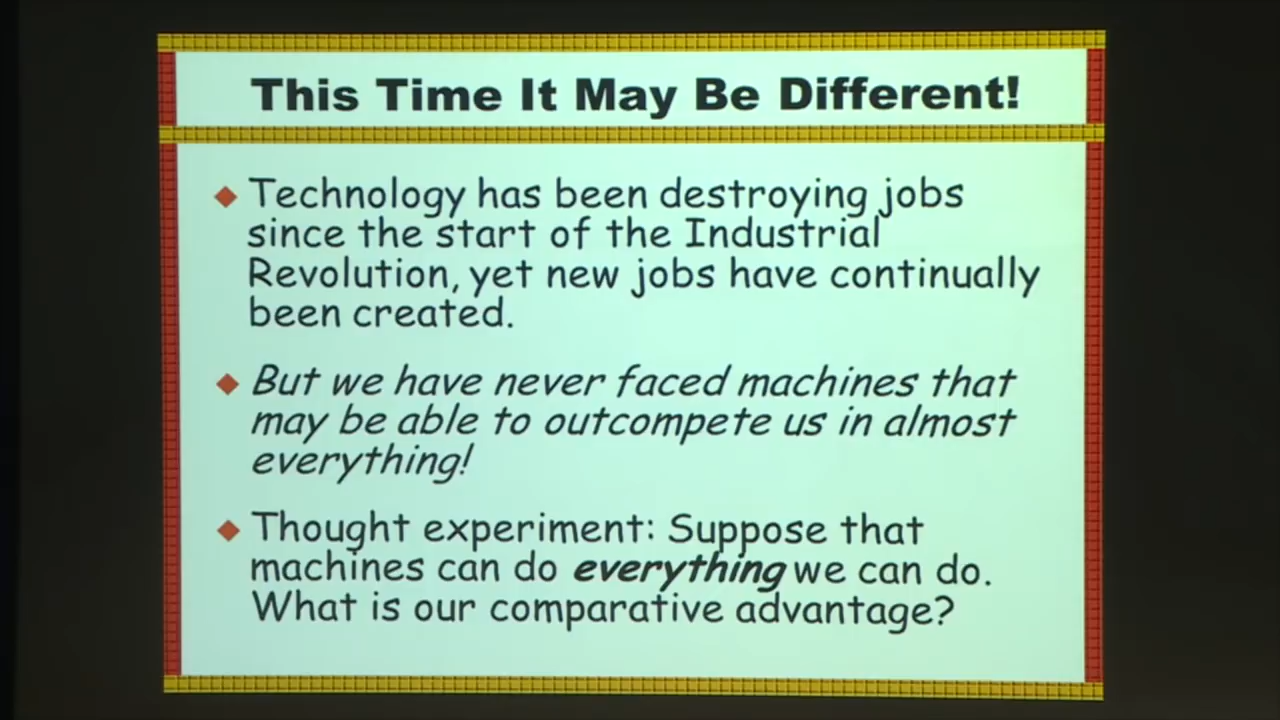 This Time It May Be Different!
Technology has been destroying jobs
since the start of the Industrial
Revolution, yet new jobs have continually
been created.
But we have never faced machines that
may be able to outcompete us in almost
everything!
Thought experiment: Suppose that
machines can do everything we can do.
What is our comparative advantage?